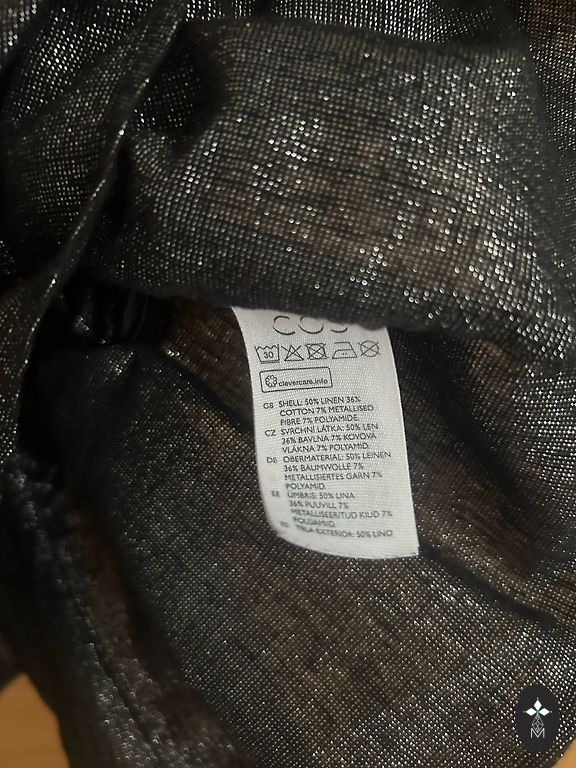 COS
30
clevercare.info
GB SHELL: 50% LINEN 36%
COTTON 7% METALLISED
FIBRE 7% POLYAMIDE.
CZ SVRCHNI LÁTKA: 50% LEN
36% BAVLNA 7% KOVOVÁ
VLÁKNA 7% POLYAMID.
DE OBERMATERIAL: 50% LEINEN
36% BAUMWOLLE 7%
METALLISIERTES GARN 7%
POLYAMID.
EE ÜMBRIS: 50% LINA
36% PUUVILL 7%
METALLISEERITUD KIUD 7%
POLÜAMIID.
ES TELA EXTERIOR: 50% LINO
M